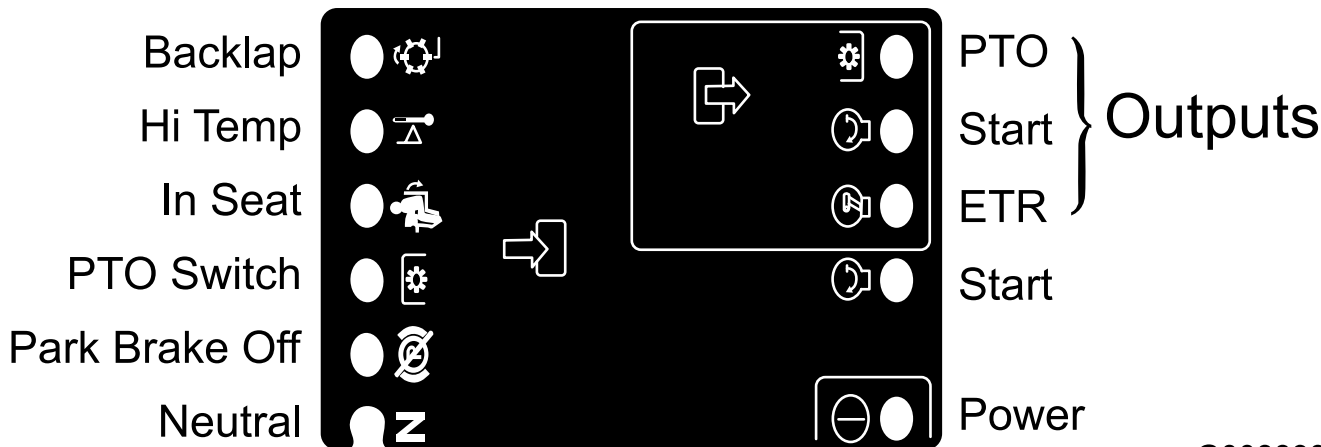 Backlap
Hi Temp
In Seat
PTO Switch
Park Brake Off
Neutral
N
PTO
Start
ETR
Outputs
Start
Power